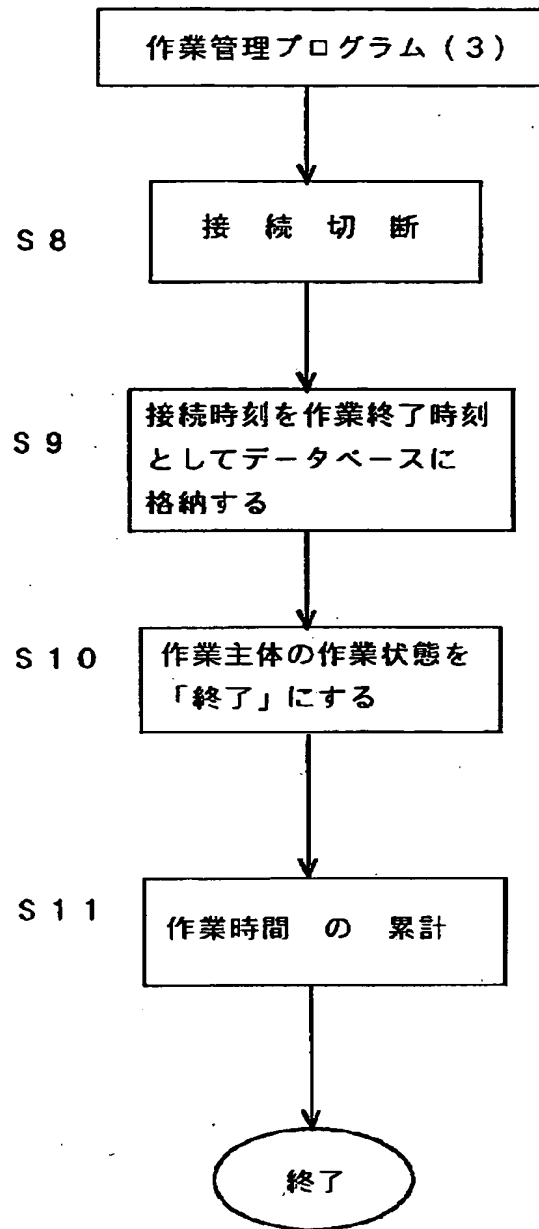 作業管理プログラム（３）
Ｓ８
接　続　切　断
Ｓ９
接続時刻を作業終了時刻
としてデータベースに
格納する
Ｓ１０
作業主体の作業状態を
「終了」にする
Ｓ１１
作業時間　の　累計
終了